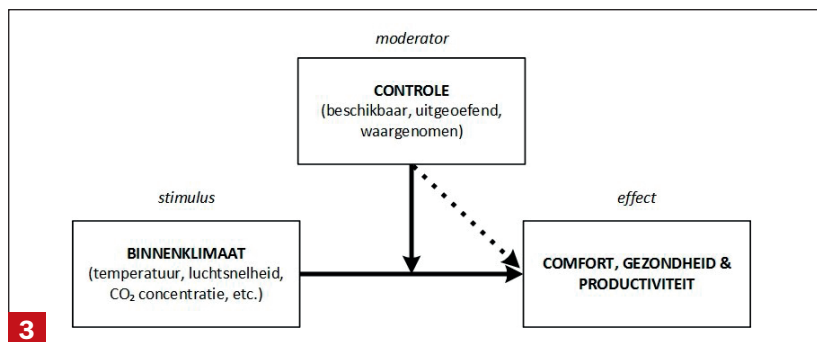 moderator
CONTROLE
(beschikbaar, uitgeoefend,
waargenomen)
stimulus
effect
BINNENKLIMAAT
(temperatuur, luchtsnelheid,
CO₂ concentratie, etc.)
COMFORT, GEZONDHEID &
PRODUCTIVITEIT
3